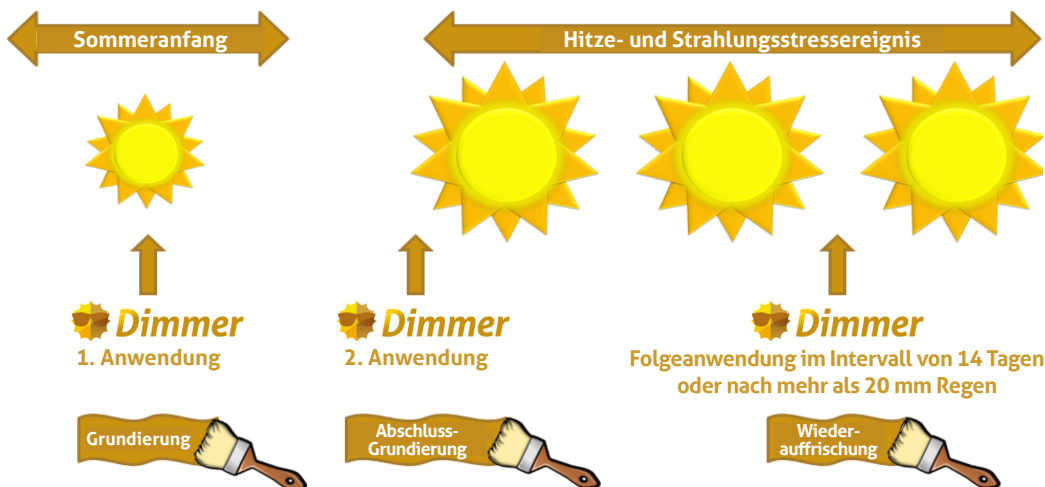 Sommeranfang
Hitze- und Strahlungsstressereignis
Dimmer
1. Anwendung
Dimmer
2. Anwendung
Dimmer
Folgeanwendung im Intervall von 14 Tagen
oder nach mehr als 20 mm Regen
Grundierung
Abschluss-
Grundierung
Wieder-
auffrischung